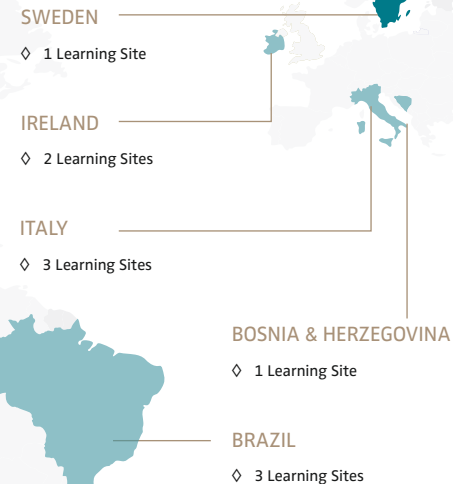 SWEDEN
◊ 1 Learning Site
IRELAND
◊ 2 Learning Sites
ITALY
◊ 3 Learning Sites
BOSNIA & HERZEGOVINA
◊ 1 Learning Site
BRAZIL
◊ 3 Learning Sites